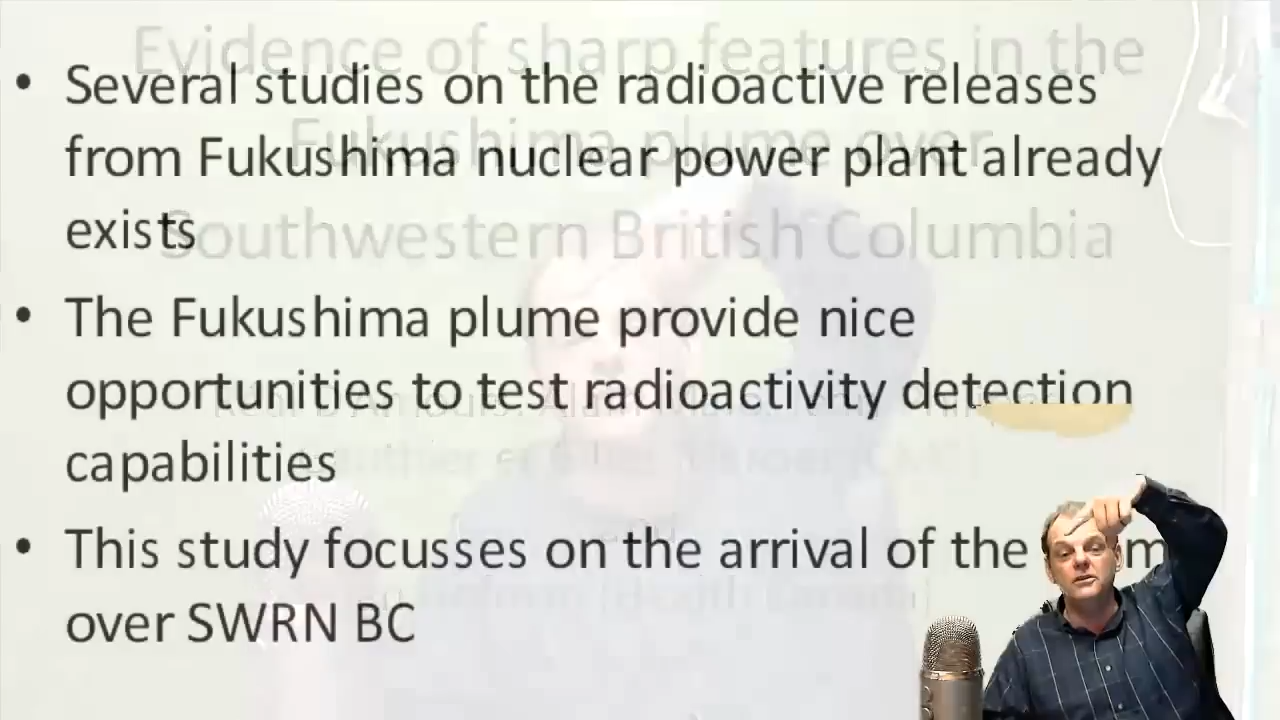 Evidence of sharp features in the
Fukushima plume over
Southwestern British Columbia
• Several studies on the radioactive releases
from Fukushima nuclear power plant already
exists
• The Fukushima plume provide nice
opportunities to test radioactivity detection
capabilities
• This study focusses on the arrival of the
over SWRN BC